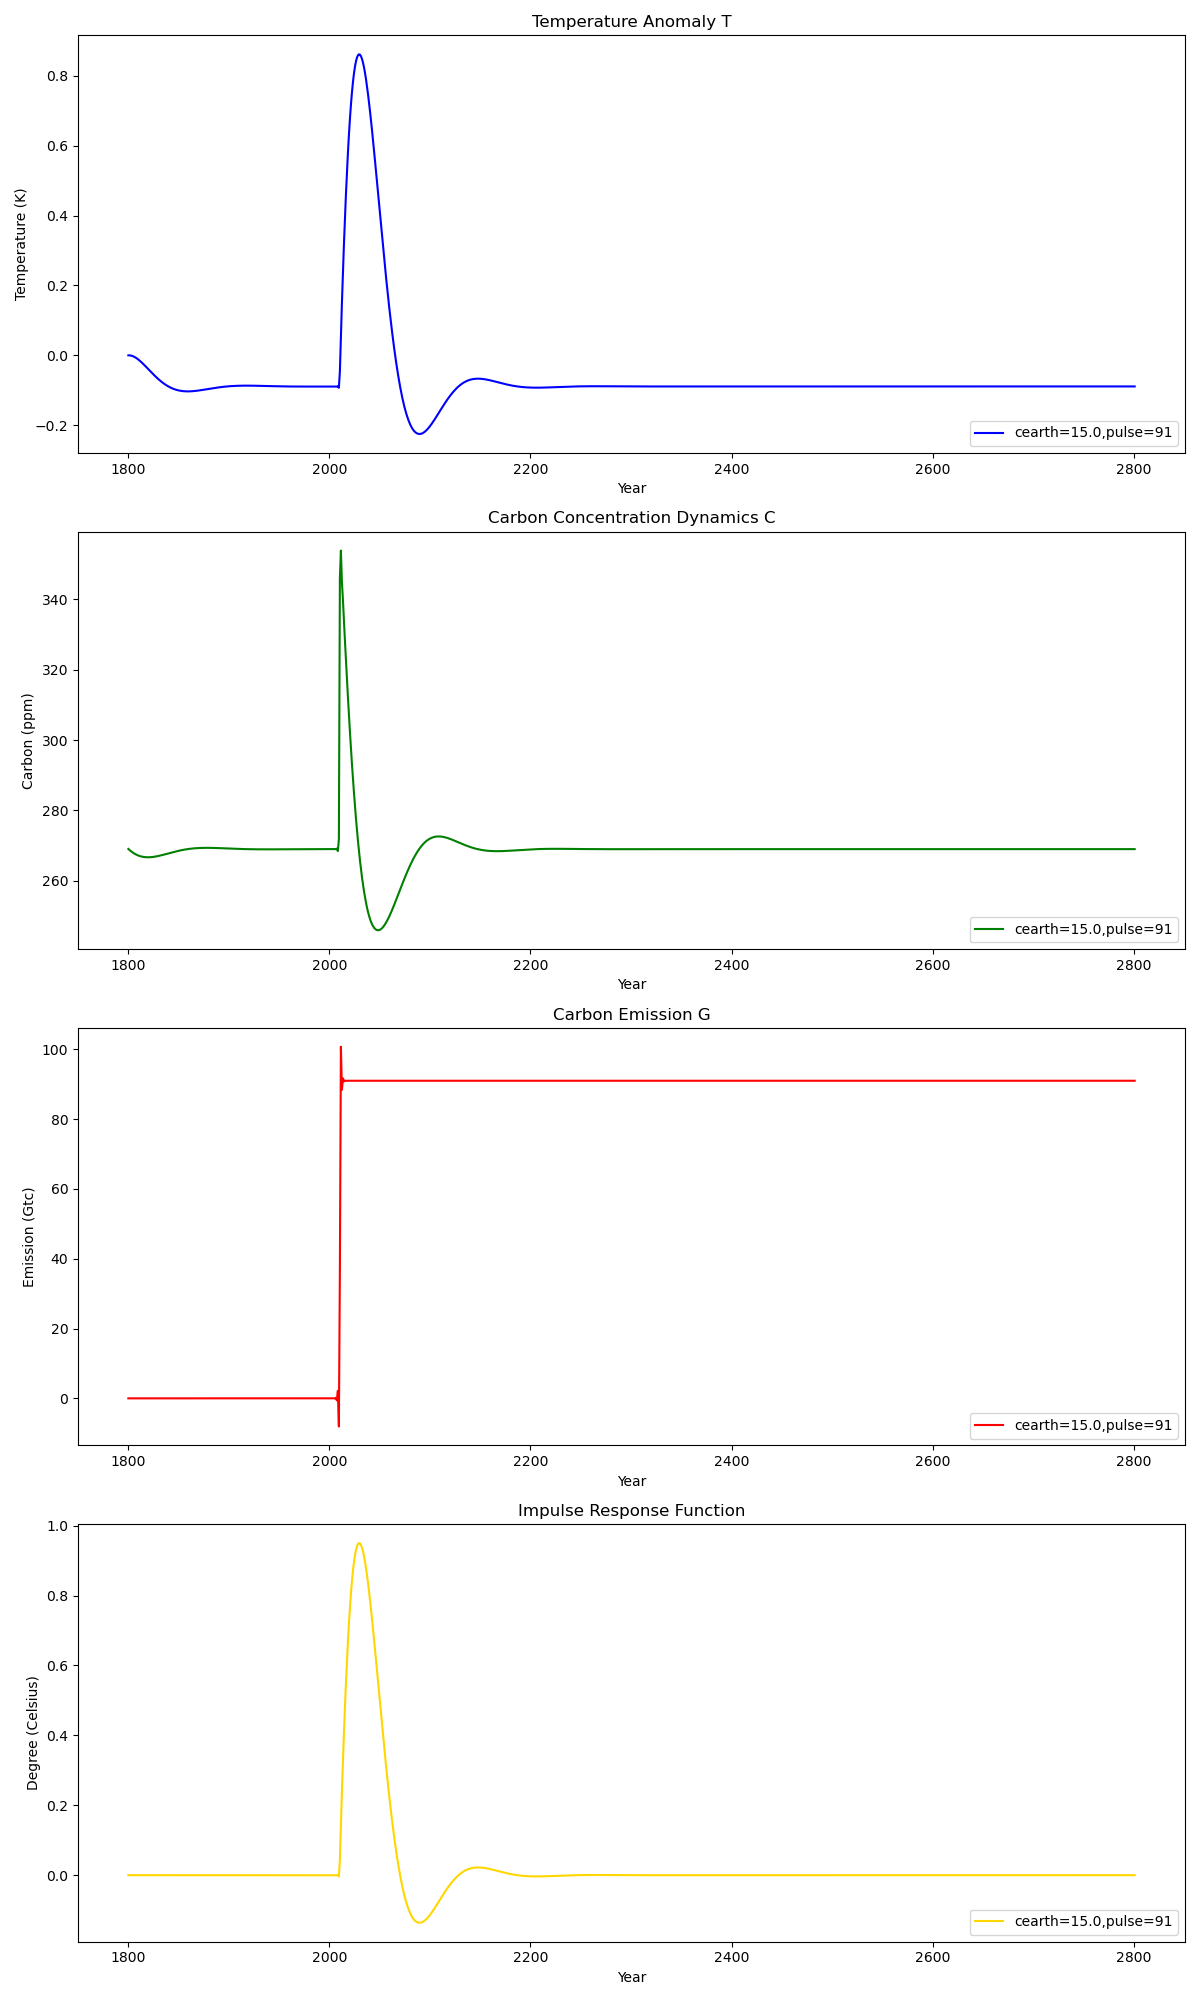 Temperature Anomaly T
Temperature (K)
0.8
0.6
0.4
0.2
0.0
−0.2
cearth=15.0,pulse=91
1800 2000 2200 2400 2600 2800
Year
Carbon Concentration Dynamics C
Carbon (ppm)
340
320
300
280
260
cearth=15.0,pulse=91
1800 2000 2200 2400 2600 2800
Year
Carbon Emission G
Emission (Gtc)
100
80
60
40
20
0
cearth=15.0,pulse=91
1800 2000 2200 2400 2600 2800
Year
Impulse Response Function
Degree (Celsius)
1.0
0.8
0.6
0.4
0.2
0.0
cearth=15.0,pulse=91
1800 2000 2200 2400 2600 2800
Year